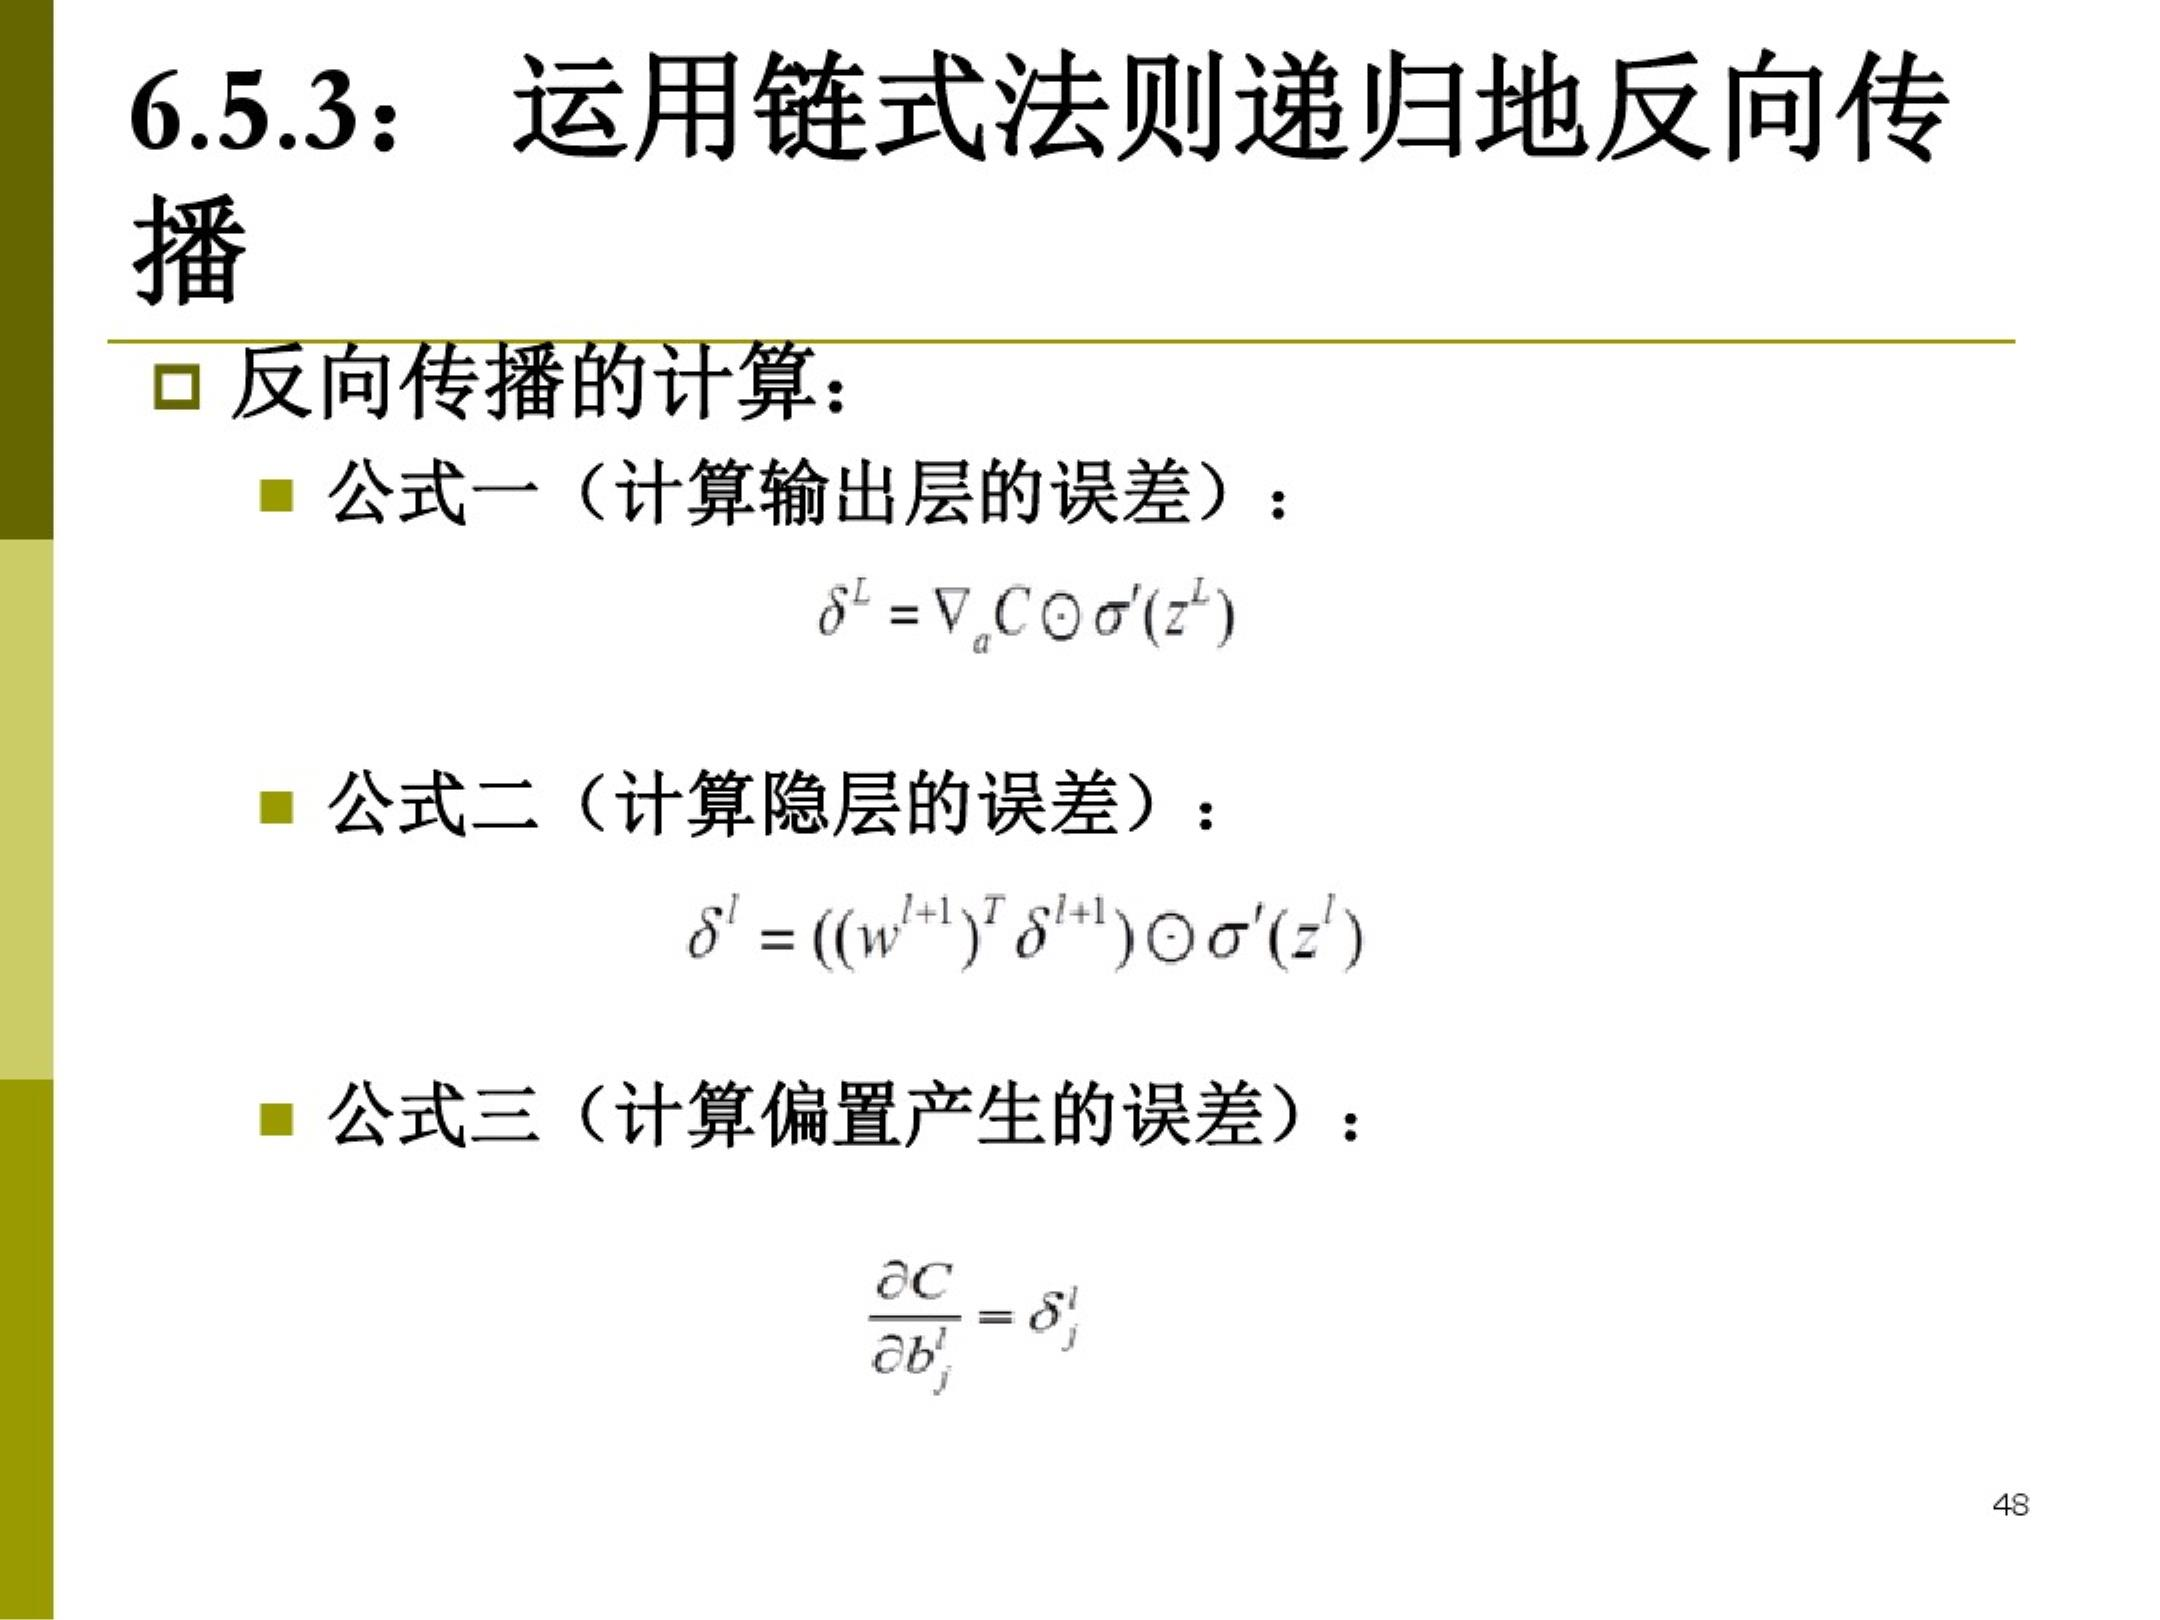 6.5.3： 运用链式法则递归地反向传
播
反向传播的计算：
公式一（计算输出层的误差）：
δ^L = ∇_a C ⊙ σ'(z^L)
公式二（计算隐层的误差）：
δ^l = ((w^{l+1})^T δ^{l+1}) ⊙ σ'(z^l)
公式三（计算偏置产生的误差）：
∂C/∂b_j^l = δ_j^l
48